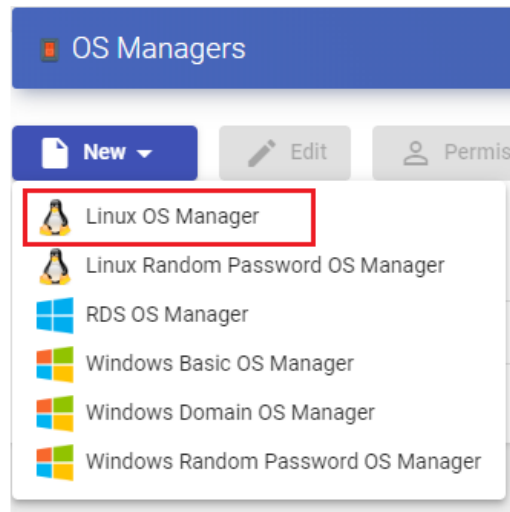 OS Managers
New Edit Permis
Linux OS Manager
Linux Random Password OS Manager
RDS OS Manager
Windows Basic OS Manager
Windows Domain OS Manager
Windows Random Password OS Manager